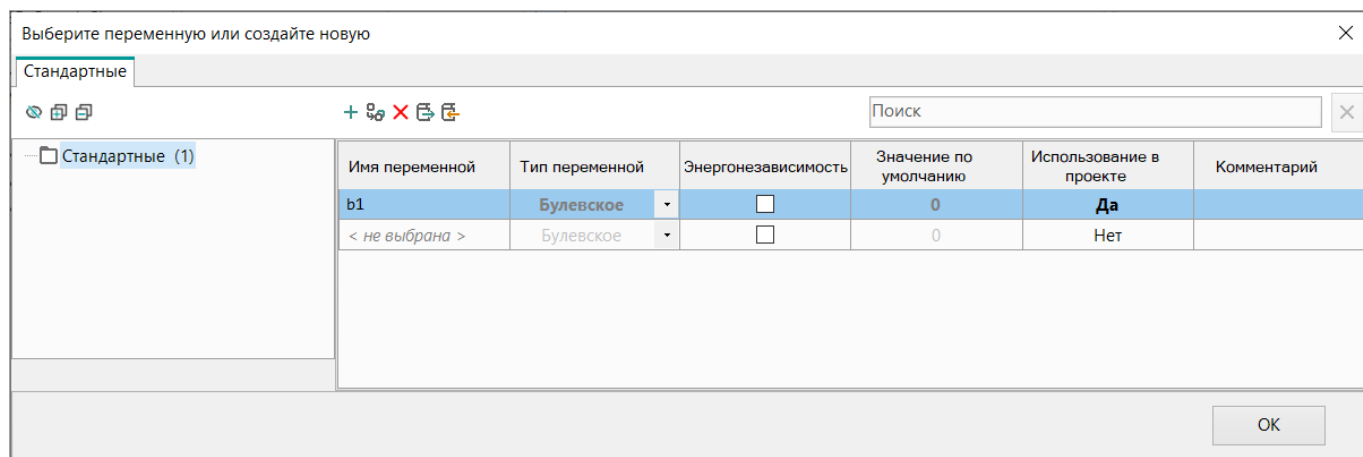 Выберите переменную или создайте новую
Стандартные
Поиск
Стандартные (1)
Имя переменной Тип переменной Энергонезависимость Значение по умолчанию Использование в проекте Комментарий
b1 Булевское 0 Да
< не выбрана > Булевское 0 Нет
OK